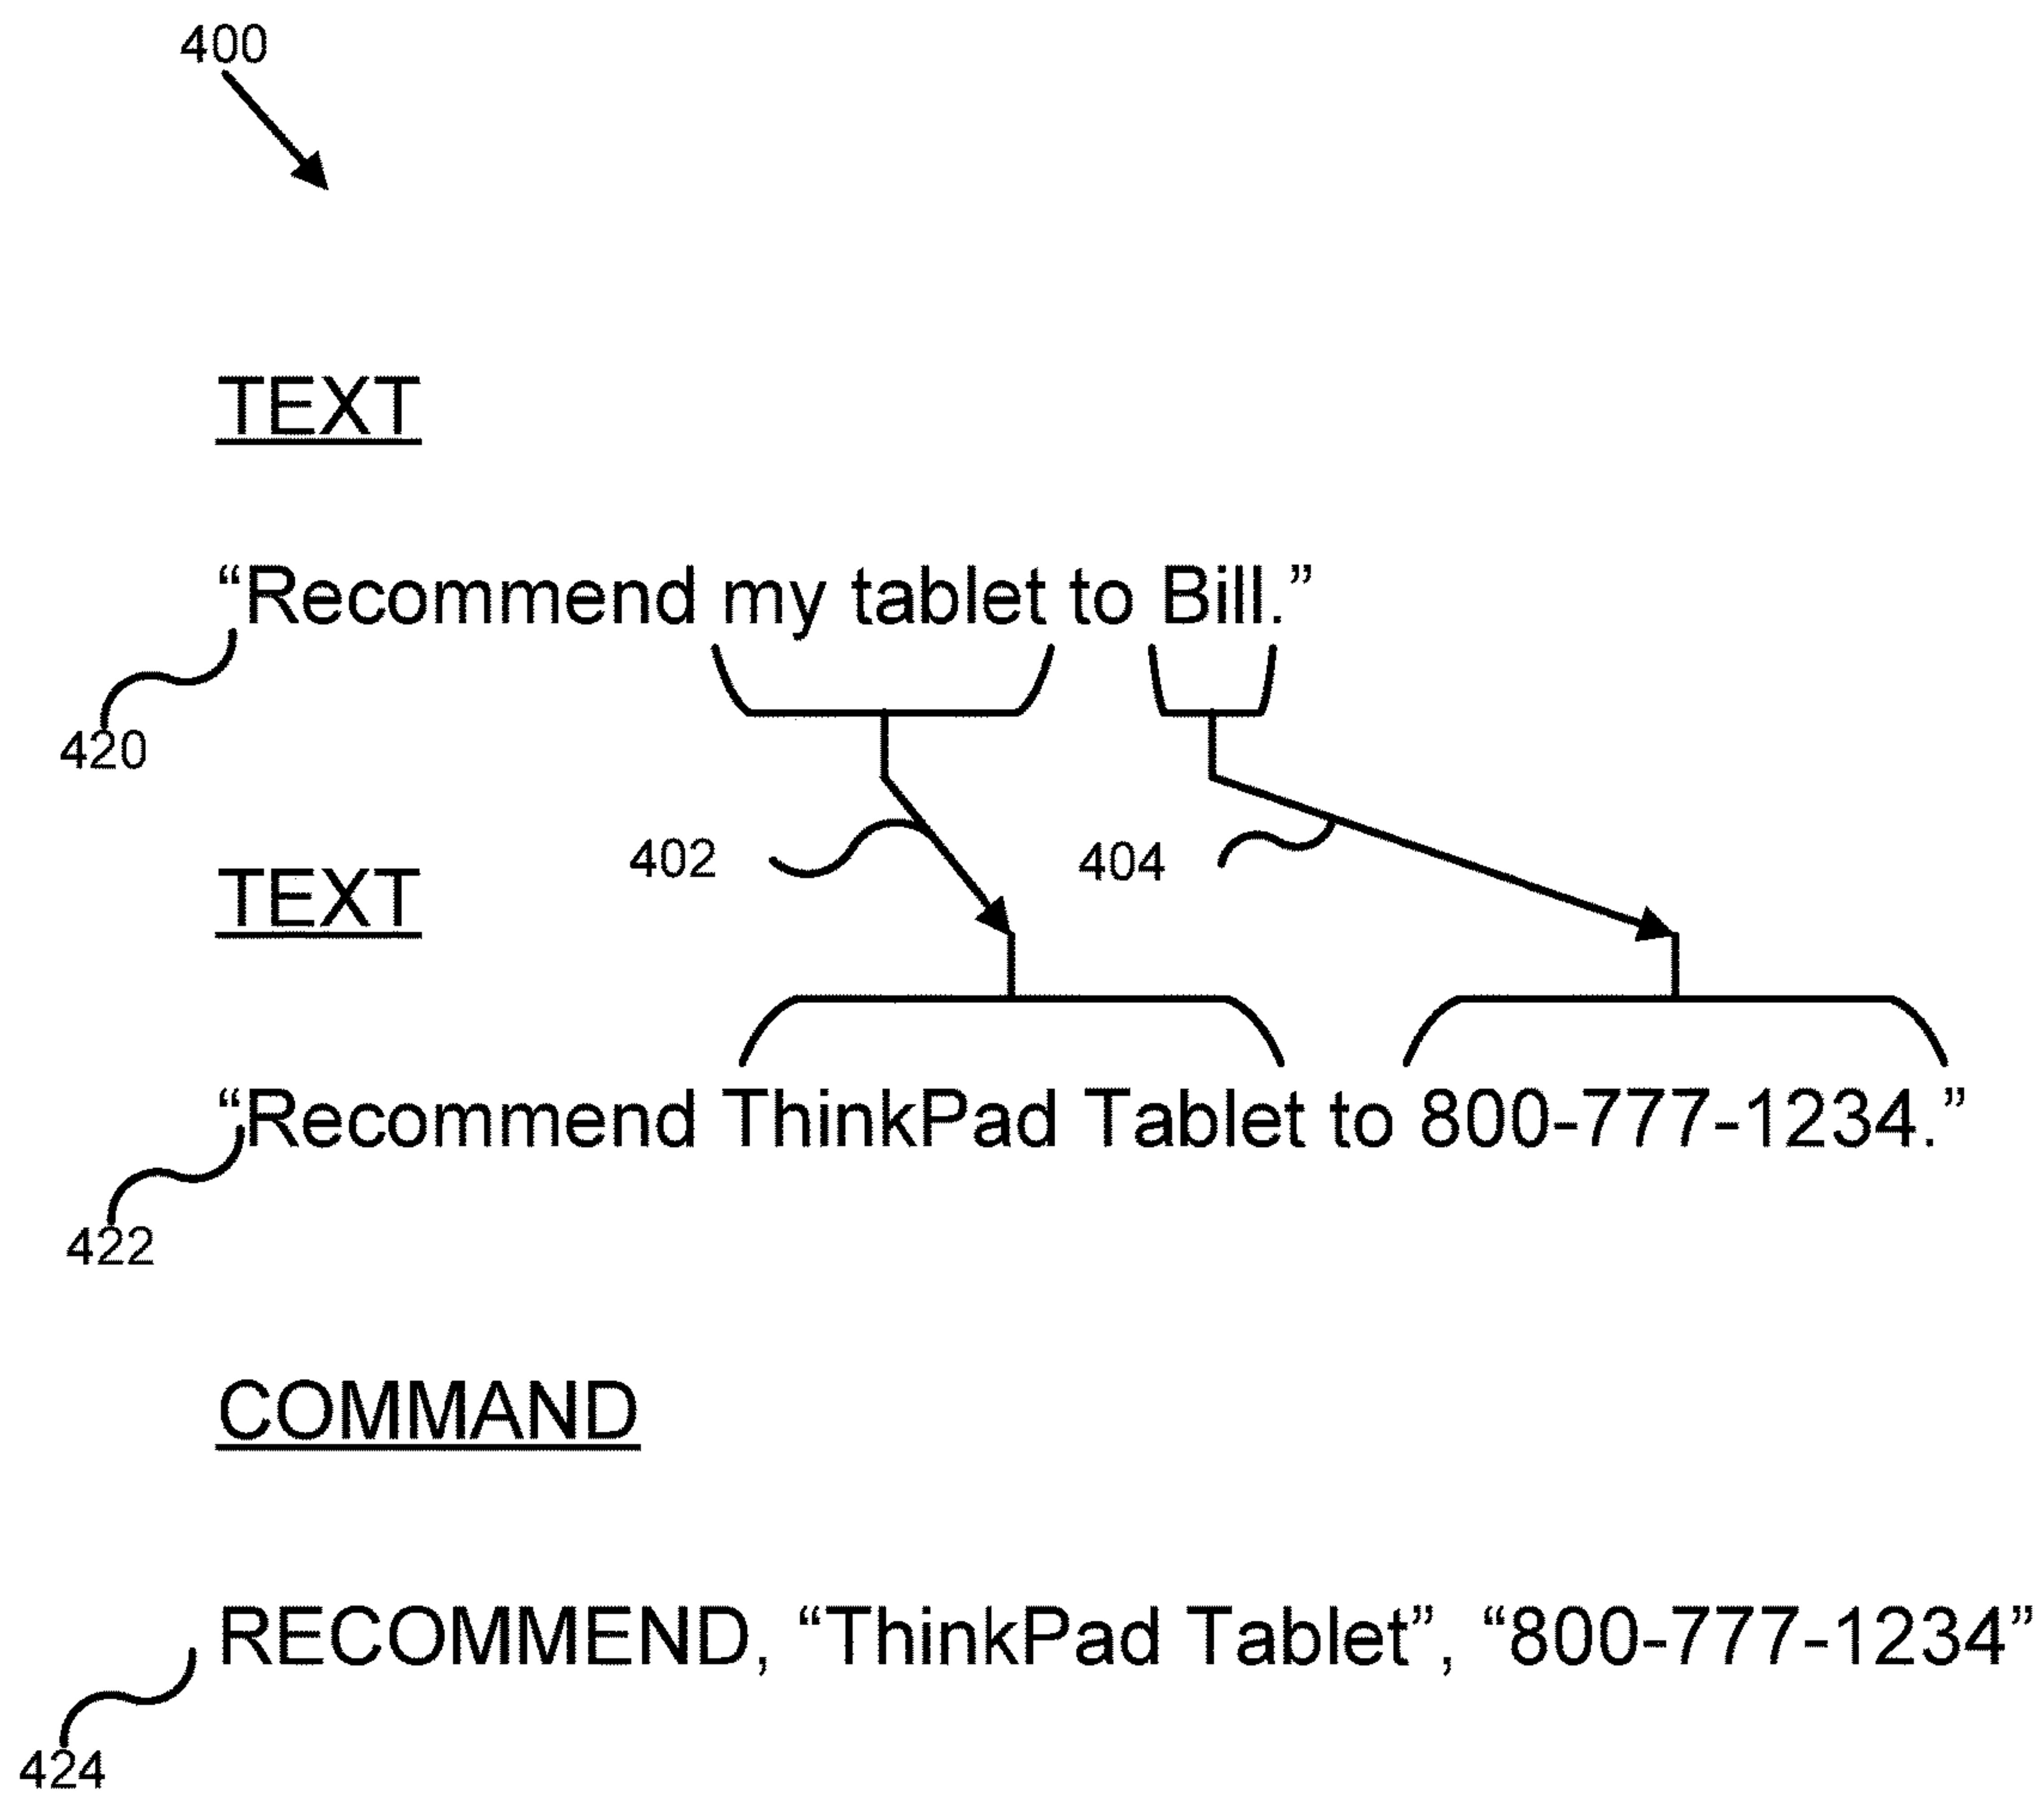 400
TEXT
“Recommend my tablet to Bill.”
420
402
404
TEXT
“Recommend ThinkPad Tablet to 800-777-1234.”
422
COMMAND
RECOMMEND, “ThinkPad Tablet”, “800-777-1234”
424